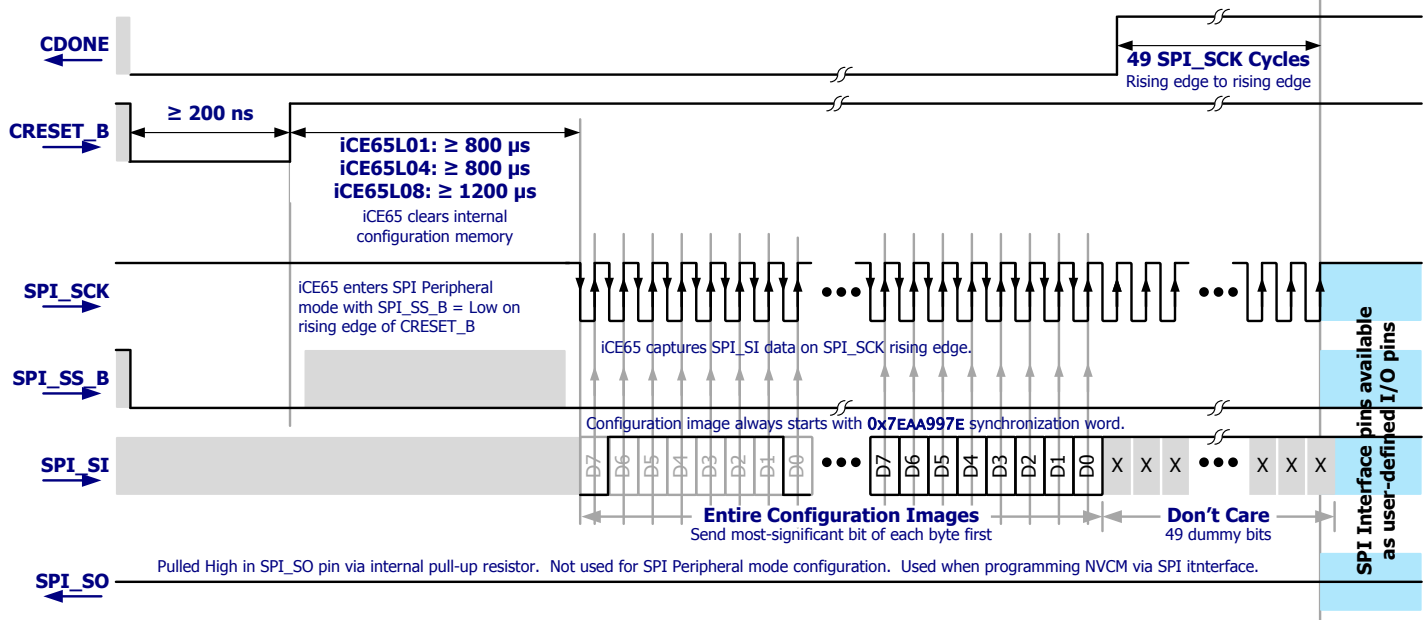 CDONE
49 SPI_SCK Cycles
Rising edge to rising edge
≥ 200 ns
CRESET_B
iCE65L01: ≥ 800 µs
iCE65L04: ≥ 800 µs
iCE65L08: ≥ 1200 µs
iCE65 clears internal
configuration memory
SPI_SCK
iCE65 enters SPI Peripheral
mode with SPI_SS_B = Low on
rising edge of CRESET_B
iCE65 captures SPI_SI data on SPI_SCK rising edge.
SPI_SS_B
Configuration image always starts with 0x7EAA997E synchronization word.
SPI_SI
D7 D6 D5 D4 D3 D2 D1 D0 ••• D7 D6 D5 D4 D3 D2 D1 D0 X X X ••• X X X
Entire Configuration Images
Send most-significant bit of each byte first
Don't Care
49 dummy bits
SPI Interface pins available
as user-defined I/O pins
Pulled High in SPI_SO pin via internal pull-up resistor. Not used for SPI Peripheral mode configuration. Used when programming NVCM via SPI itnterface.
SPI_SO